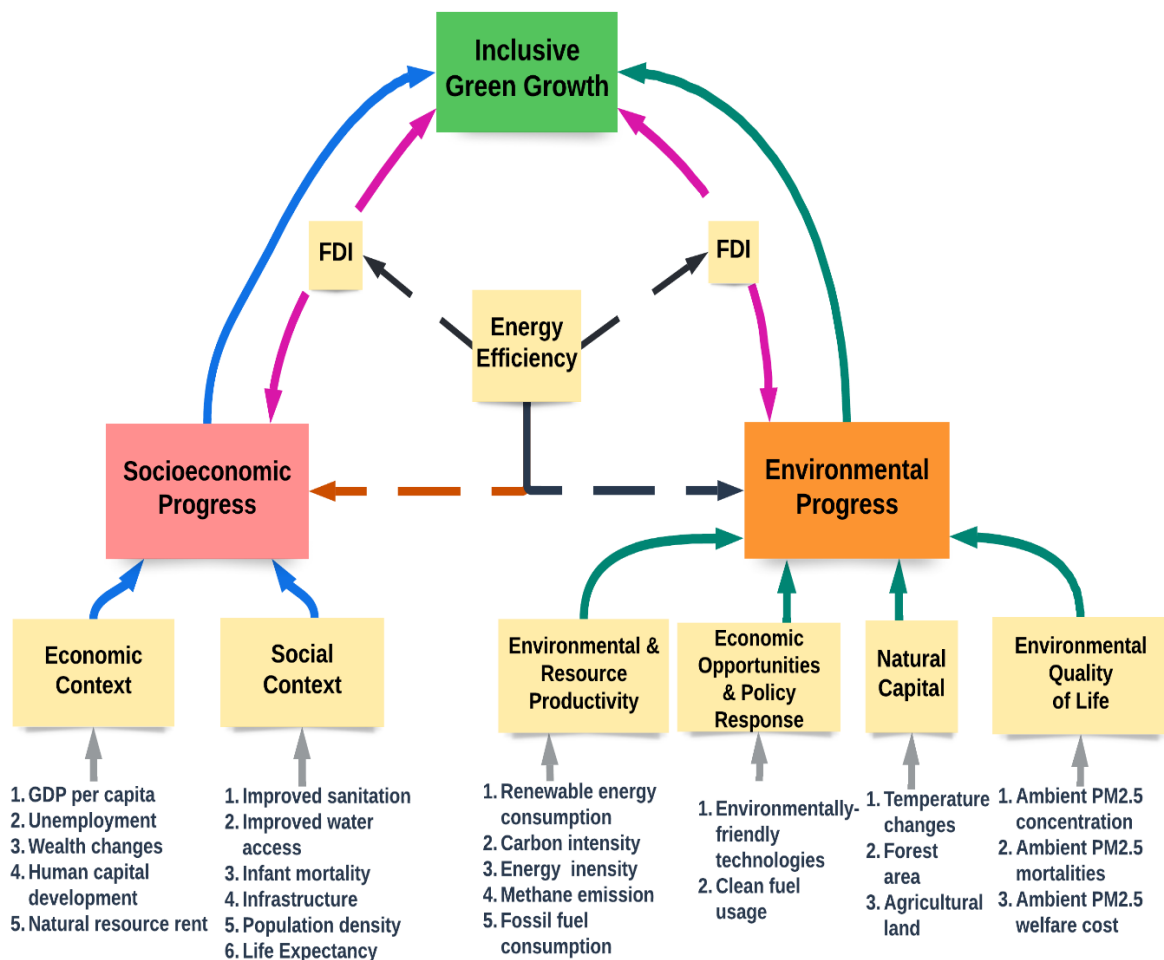 Inclusive
Green Growth
FDI
FDI
Energy
Efficiency
Socioeconomic
Progress
Environmental
Progress
Economic
Context
Social
Context
Environmental &
Resource
Productivity
Economic
Opportunities
& Policy
Response
Natural
Capital
Environmental
Quality
of Life
1. GDP per capita
2. Unemployment
3. Wealth changes
4. Human capital
development
5. Natural resource rent
1. Improved sanitation
2. Improved water
access
3. Infant mortality
4. Infrastructure
5. Population density
6. Life Expectancy
1. Renewable energy
consumption
2. Carbon intensity
3. Energy inensity
4. Methane emission
5. Fossil fuel
consumption
1. Environmentally-
friendly
technologies
2. Clean fuel
usage
1. Temperature
changes
2. Forest
area
3. Agricultural
land
1. Ambient PM2.5
concentration
2. Ambient PM2.5
mortalities
3. Ambient PM2.5
welfare cost